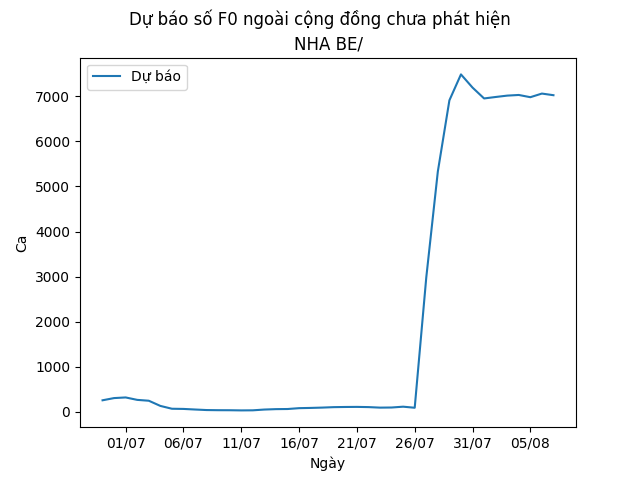 Dự báo số F0 ngoài cộng đồng chưa phát hiện
NHA BE/
Dự báo
7000
6000
5000
4000
3000
2000
1000
0
Ca
01/07 06/07 11/07 16/07 21/07 26/07 31/07 05/08
Ngày